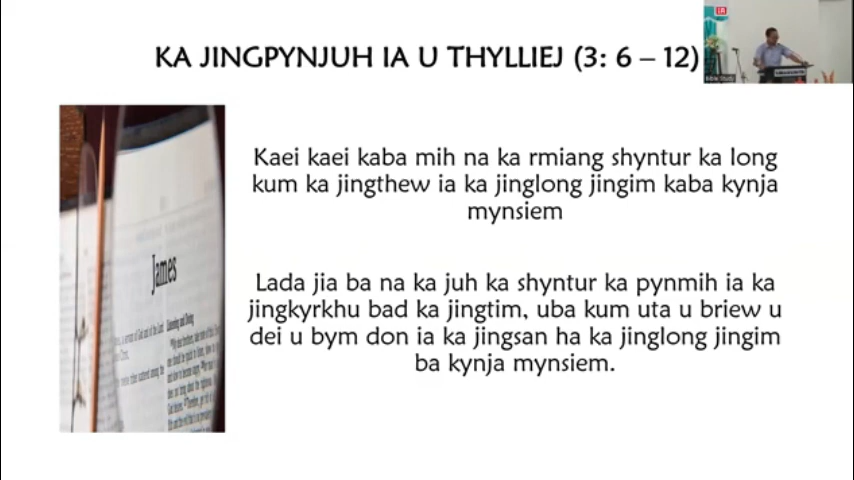 KA JINGPYNJUH IA U THYLLIEJ (3: 6 – 12)
Kaei kaei kaba mih na ka rmiang shyntur ka long
kum ka jingthew ia ka jinglong jingim kaba kynja
mynsiem
Lada jia ba na ka juh ka shyntur ka pynmih ia ka
jingkyrkhu bad ka jingtim, uba kum uta u briew u
dei u bym don ia ka jingsan ha ka jinglong jingim
ba kynja mynsiem.
James
Listening and Doing